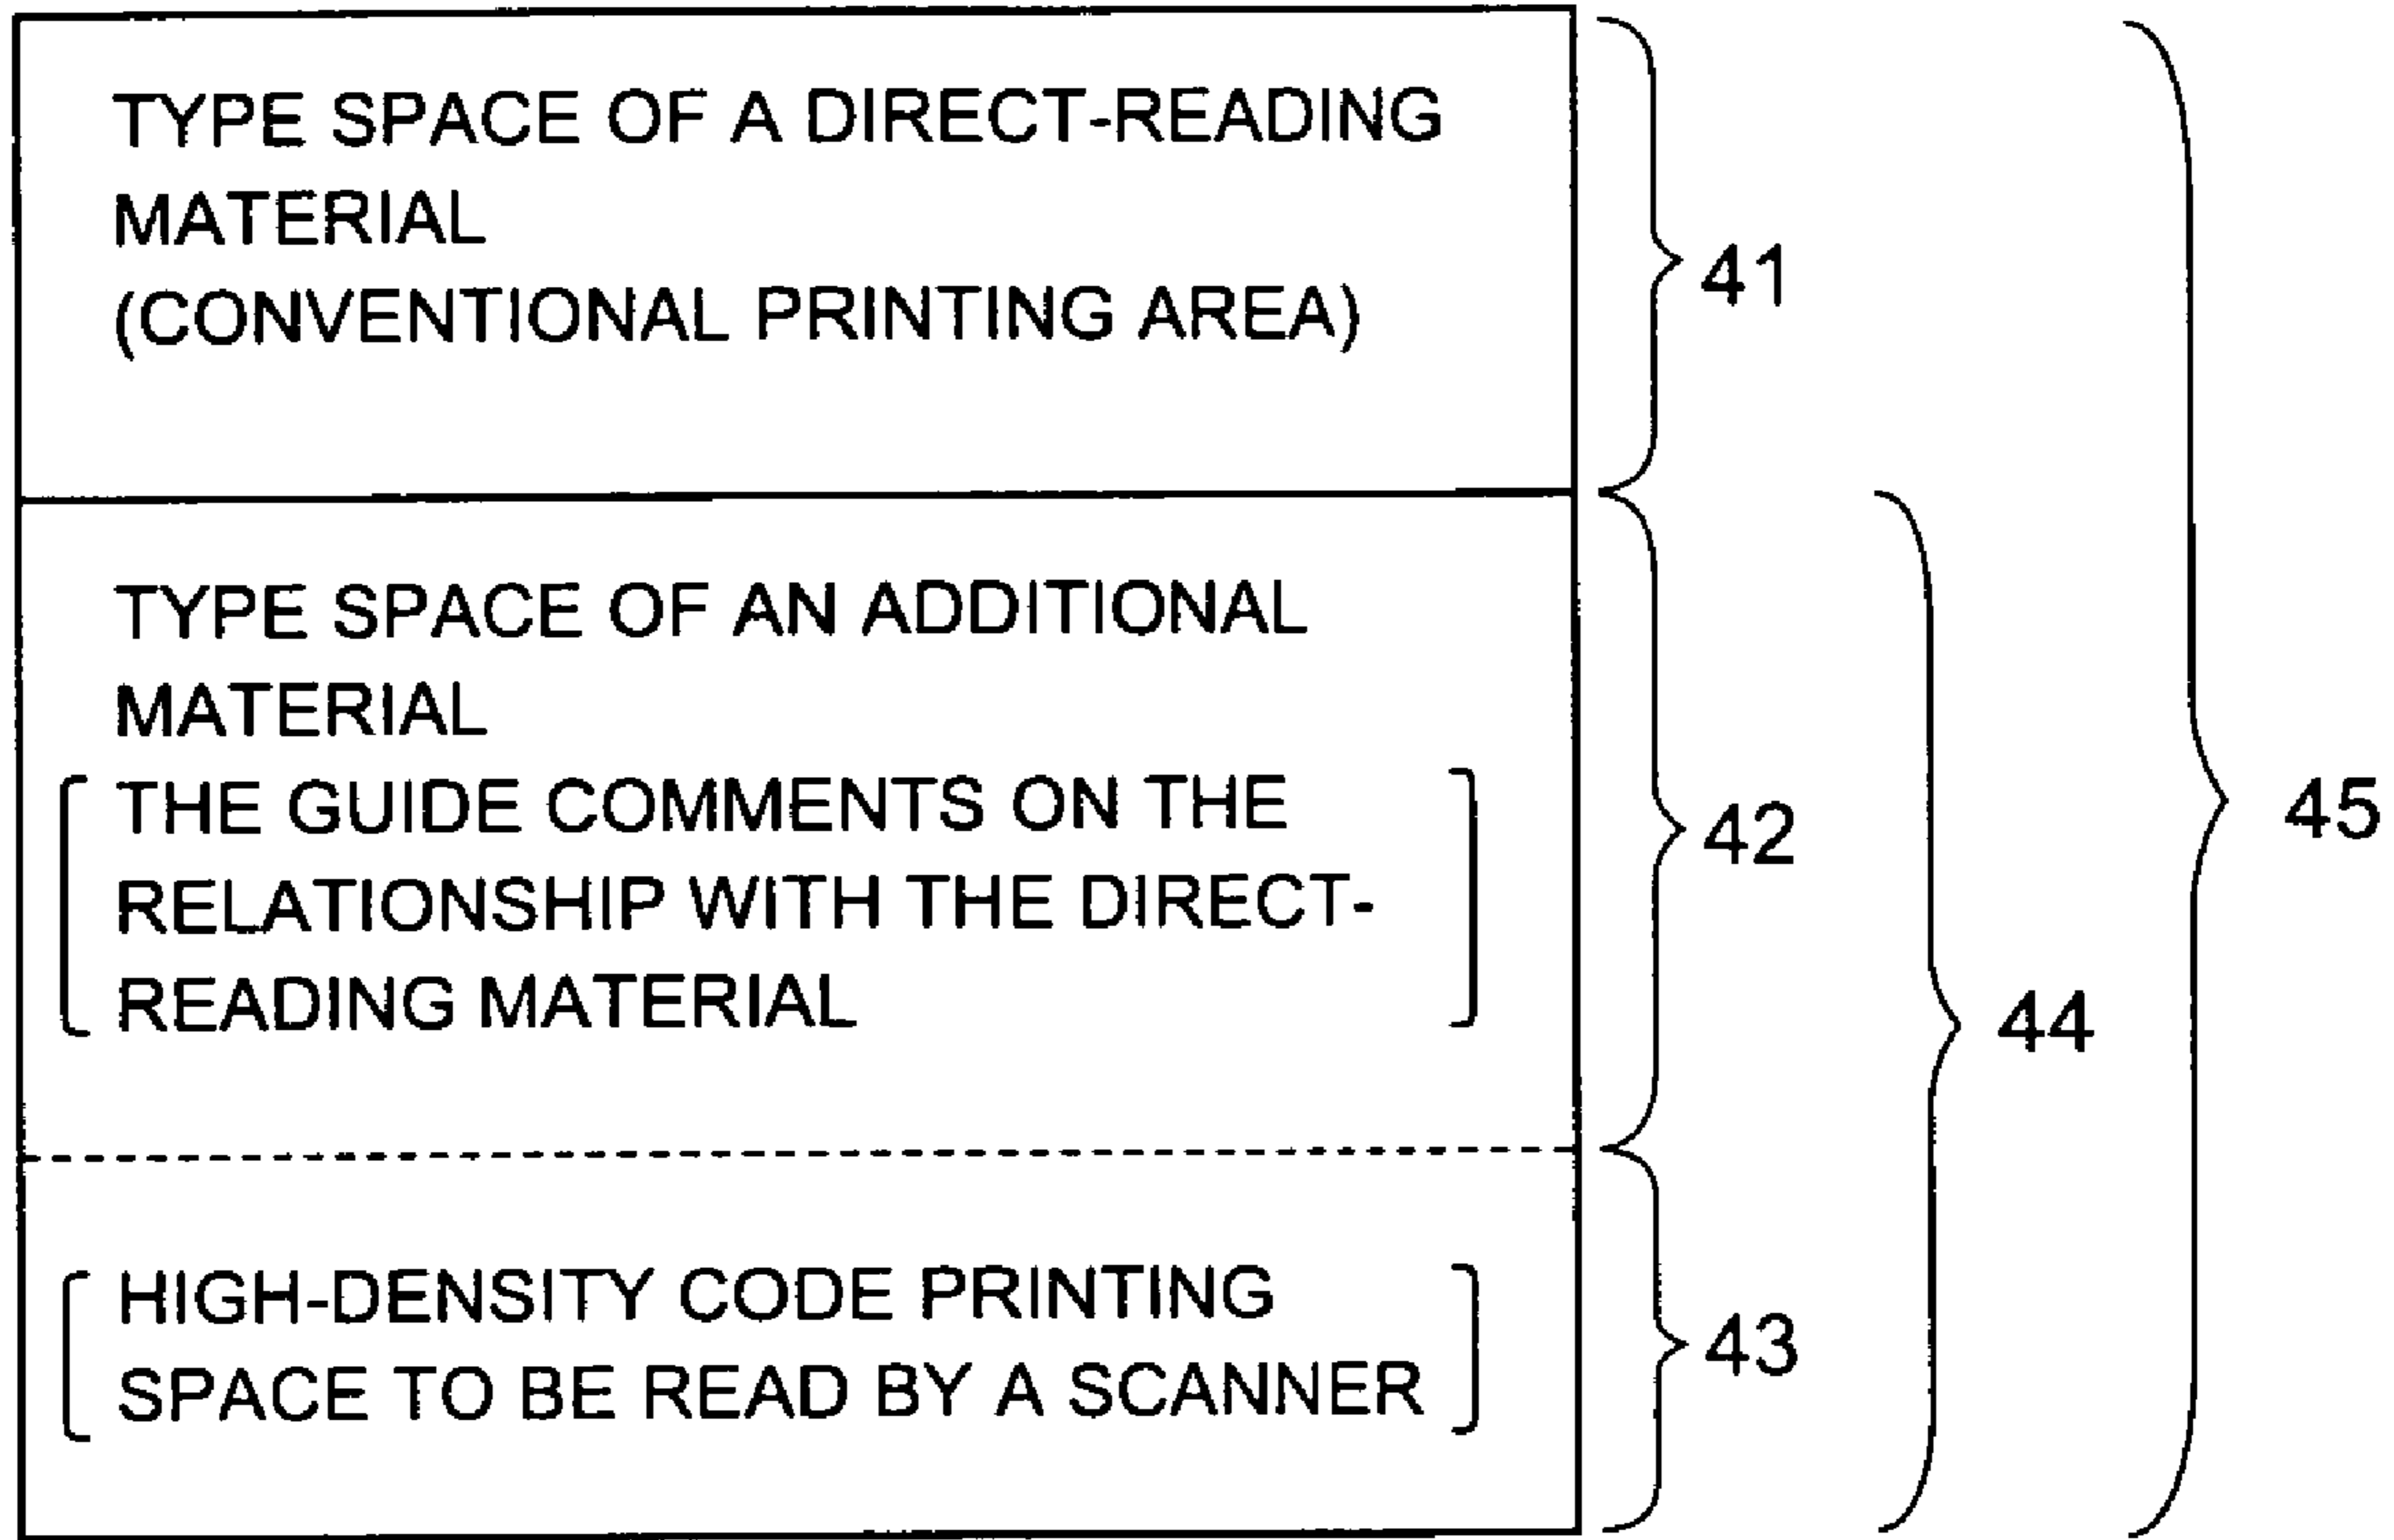 TYPE SPACE OF A DIRECT-READING
MATERIAL
(CONVENTIONAL PRINTING AREA)
41
TYPE SPACE OF AN ADDITIONAL
MATERIAL
THE GUIDE COMMENTS ON THE
RELATIONSHIP WITH THE DIRECT-
READING MATERIAL
42
45
44
HIGH-DENSITY CODE PRINTING
SPACE TO BE READ BY A SCANNER
43